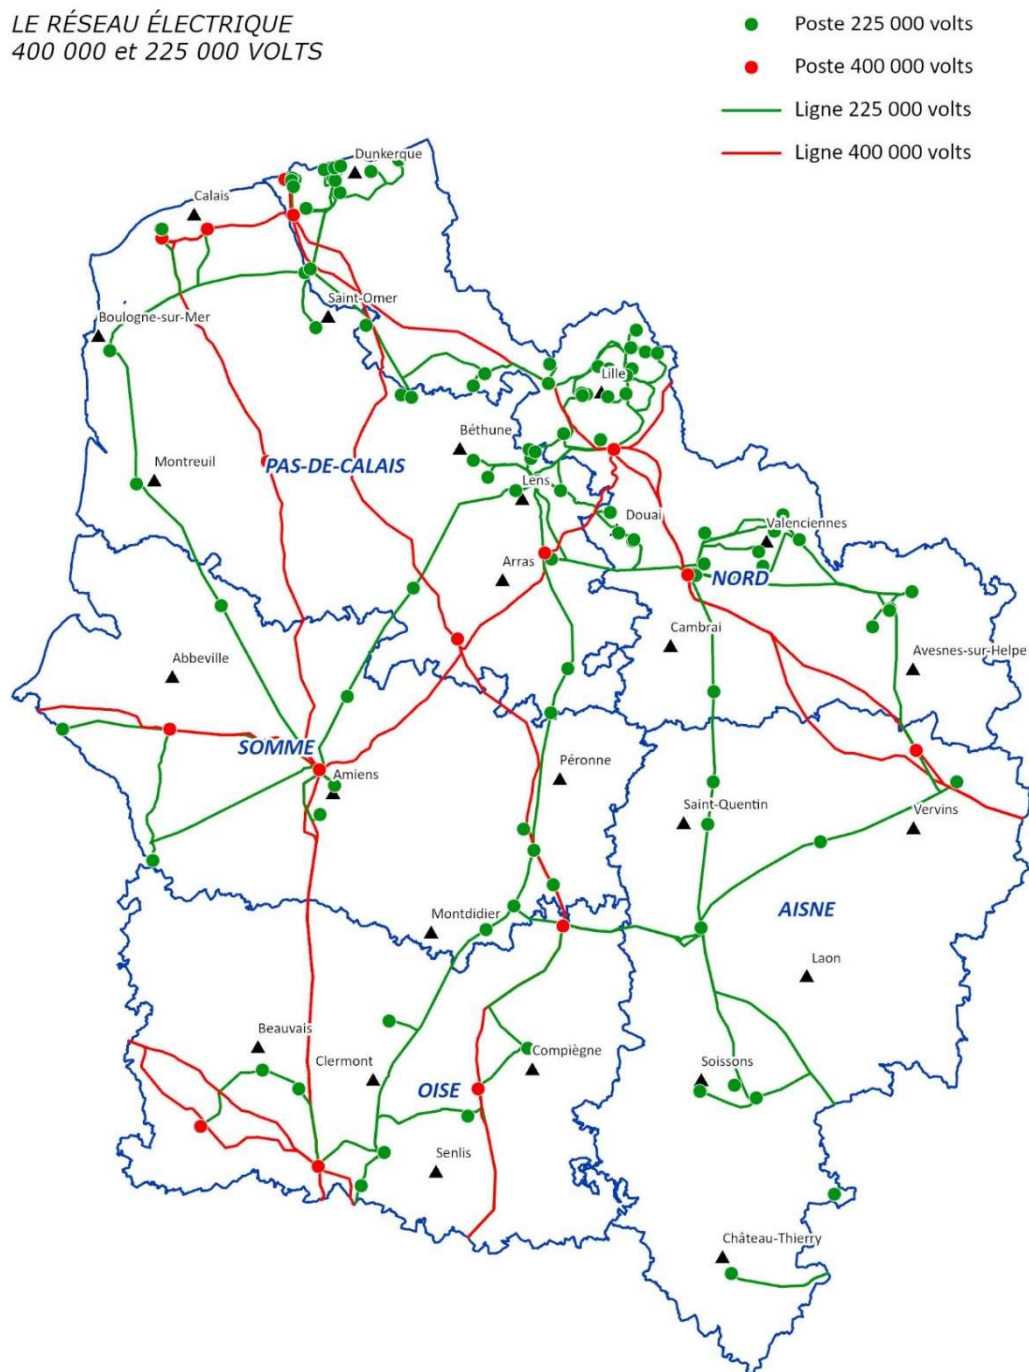 LE RÉSEAU ÉLECTRIQUE
400 000 et 225 000 VOLTS
Poste 225 000 volts
Poste 400 000 volts
Ligne 225 000 volts
Ligne 400 000 volts
Dunkerque
Calais
Saint-Omer
Boulogne-sur-Mer
Lille
Béthune
Montreuil
PAS-DE-CALAIS
Lens
Douai
Valenciennes
Arras
NORD
Cambrai
Avesnes-sur-Helpe
Abbeville
SOMME
Amiens
Péronne
Saint-Quentin
Vervins
Montdidier
AISNE
Laon
Beauvais
Clermont
Compiègne
Soissons
OISE
Senlis
Château-Thierry